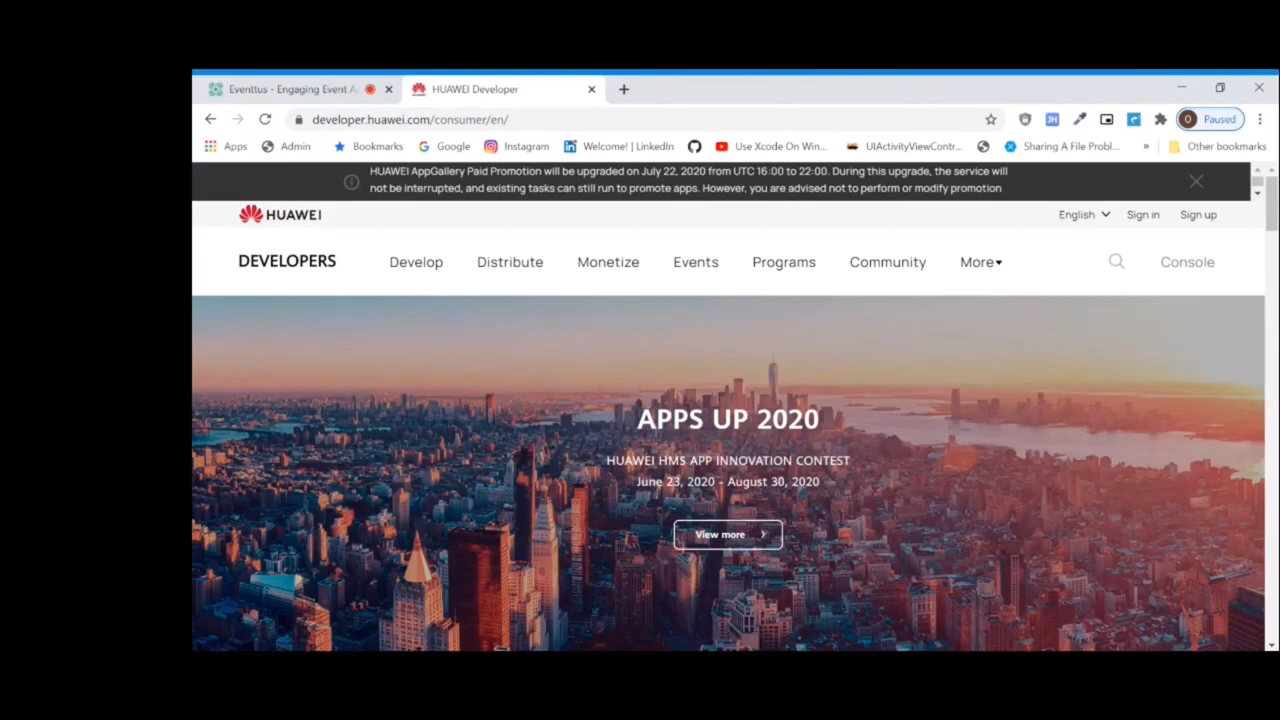 Eventtus - Engaging Event A
HUAWEI Developer
developer.huawei.com/consumer/en/
O Paused
Apps Admin Bookmarks Google Instagram Welcome! | LinkedIn Use Xcode On Win... UIActivityViewContr... Sharing A File Probl... » Other bookmarks
HUAWEI AppGallery Paid Promotion will be upgraded on July 22, 2020 from UTC 16:00 to 22:00. During this upgrade, the service will
not be interrupted, and existing tasks can still run to promote apps. However, you are advised not to perform or modify promotion
HUAWEI
English Sign in Sign up
DEVELOPERS Develop Distribute Monetize Events Programs Community More Console
APPS UP 2020
HUAWEI HMS APP INNOVATION CONTEST
June 23, 2020 - August 30, 2020
View more